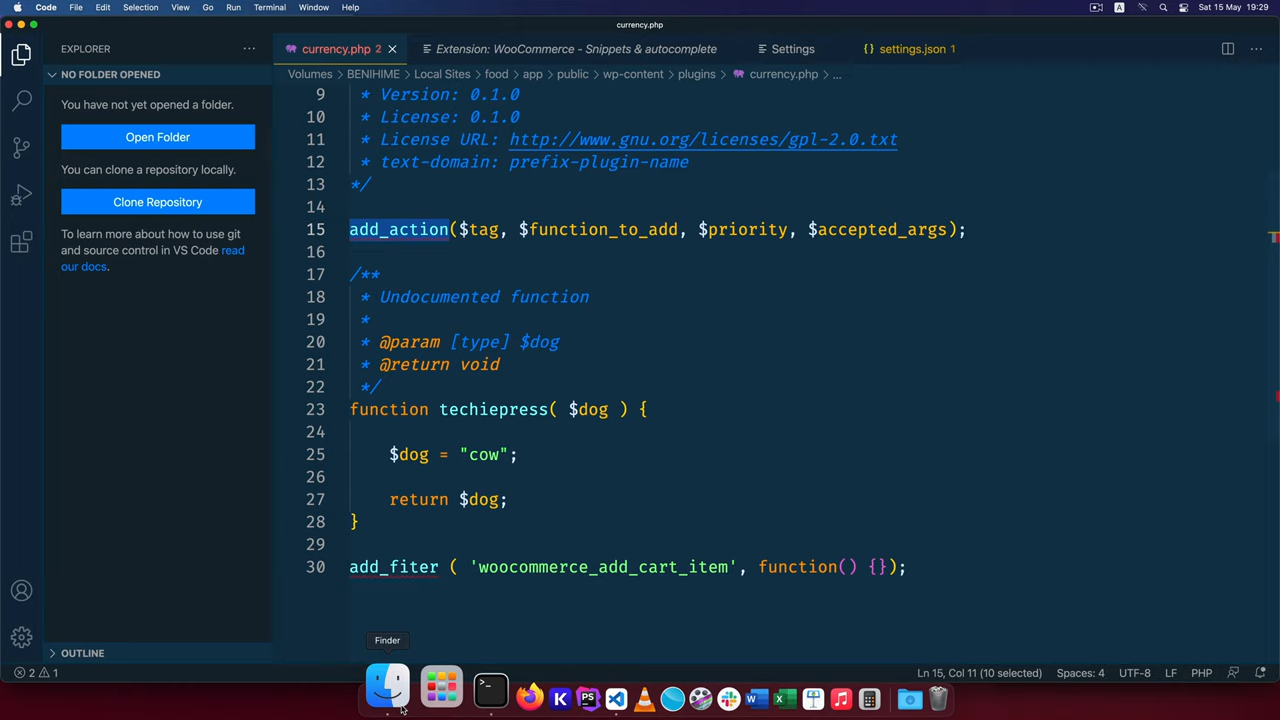 Code File Edit Selection View Go Run Terminal Window Help A Sat 15 May 19:29
currency.php
EXPLORER ...
currency.php 2
Extension: WooCommerce - Snippets & autocomplete
Settings
{} settings.json 1
NO FOLDER OPENED
Volumes > BENIHIME > Local Sites > food > app > public > wp-content > plugins > currency.php > ...
You have not yet opened a folder.
Open Folder
You can clone a repository locally.
Clone Repository
To learn more about how to use git
and source control in VS Code read
our docs.
9 * Version: 0.1.0
10 * License: 0.1.0
11 * License URL: http://www.gnu.org/licenses/gpl-2.0.txt
12 * text-domain: prefix-plugin-name
13 */
14
15 add_action($tag, $function_to_add, $priority, $accepted_args);
16
17 /**
18 * Undocumented function
19 *
20 * @param [type] $dog
21 * @return void
22 */
23 function techiepress( $dog ) {
24
25 $dog = "cow";
26
27 return $dog;
28 }
29
30 add_fiter ( 'woocommerce_add_cart_item', function() {});
OUTLINE
Finder
2 1
Ln 15, Col 11 (10 selected) Spaces: 4 UTF-8 LF PHP